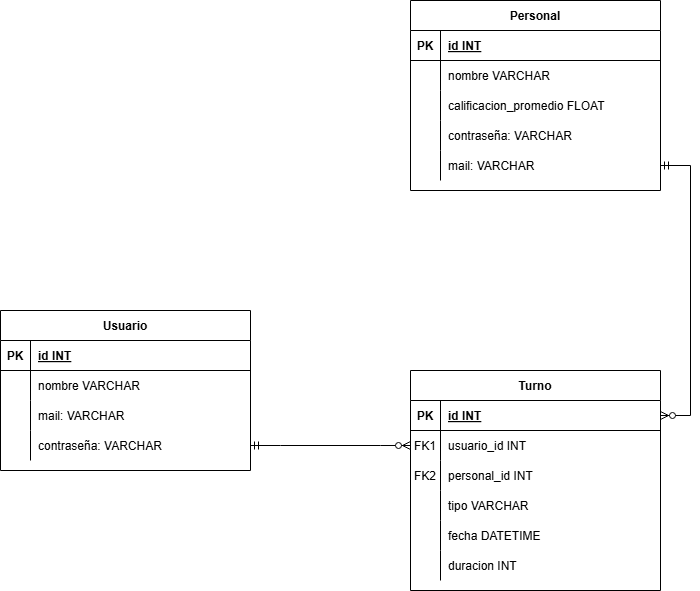 Personal
PK id INT
nombre VARCHAR
calificacion_promedio FLOAT
contraseña: VARCHAR
mail: VARCHAR
Usuario
PK id INT
nombre VARCHAR
mail: VARCHAR
contraseña: VARCHAR
Turno
PK id INT
FK1 usuario_id INT
FK2 personal_id INT
tipo VARCHAR
fecha DATETIME
duracion INT